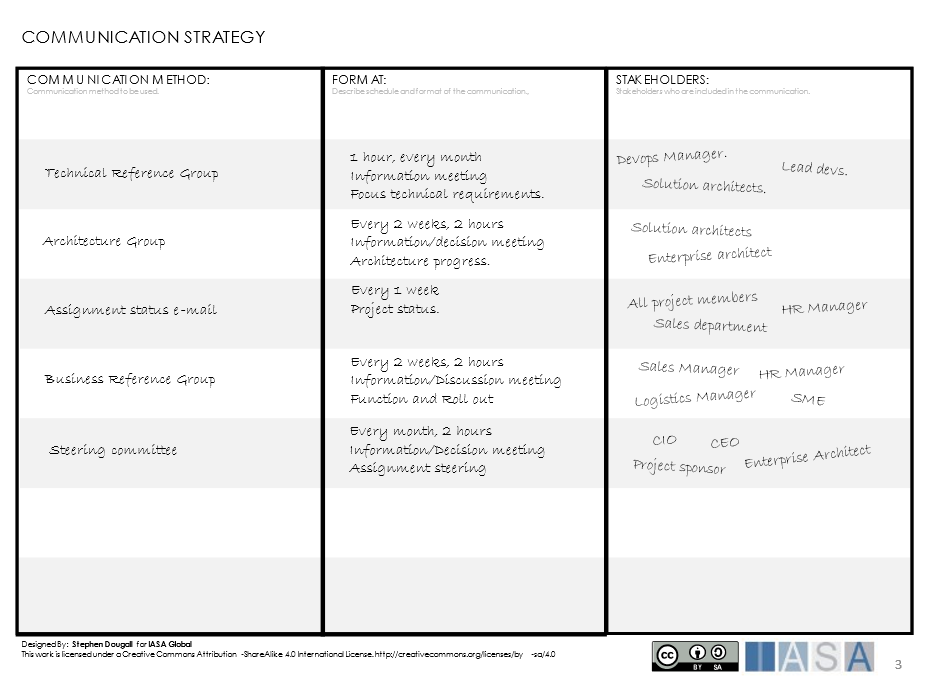 COMMUNICATION STRATEGY
COMMUNICATION METHOD:
Communication method to be used.
FORMAT:
Describe schedule and format of the communication.,
STAKEHOLDERS:
Stakeholders who are included in the communication.
Technical Reference Group
1 hour, every month
Information meeting
Focus technical requirements.
Devops Manager.
Lead devs.
Solution architects.
Architecture Group
Every 2 weeks, 2 hours
Information/decision meeting
Architecture progress.
Solution architects
Enterprise architect
Assignment status e-mail
Every 1 week
Project status.
All project members
HR Manager
Sales department
Business Reference Group
Every 2 weeks, 2 hours
Information/Discussion meeting
Function and Roll out
Sales Manager
HR Manager
Logistics Manager
SME
Steering committee
Every month, 2 hours
Information/Decision meeting
Assignment steering
CIO
CEO
Project sponsor
Enterprise Architect
Designed By: Stephen Dougall for IASA Global
This work is licensed under a Creative Commons Attribution -ShareAlike 4.0 International License. http://creativecommons.org/licenses/by -sa/4.0
cc BY SA
IASA
3